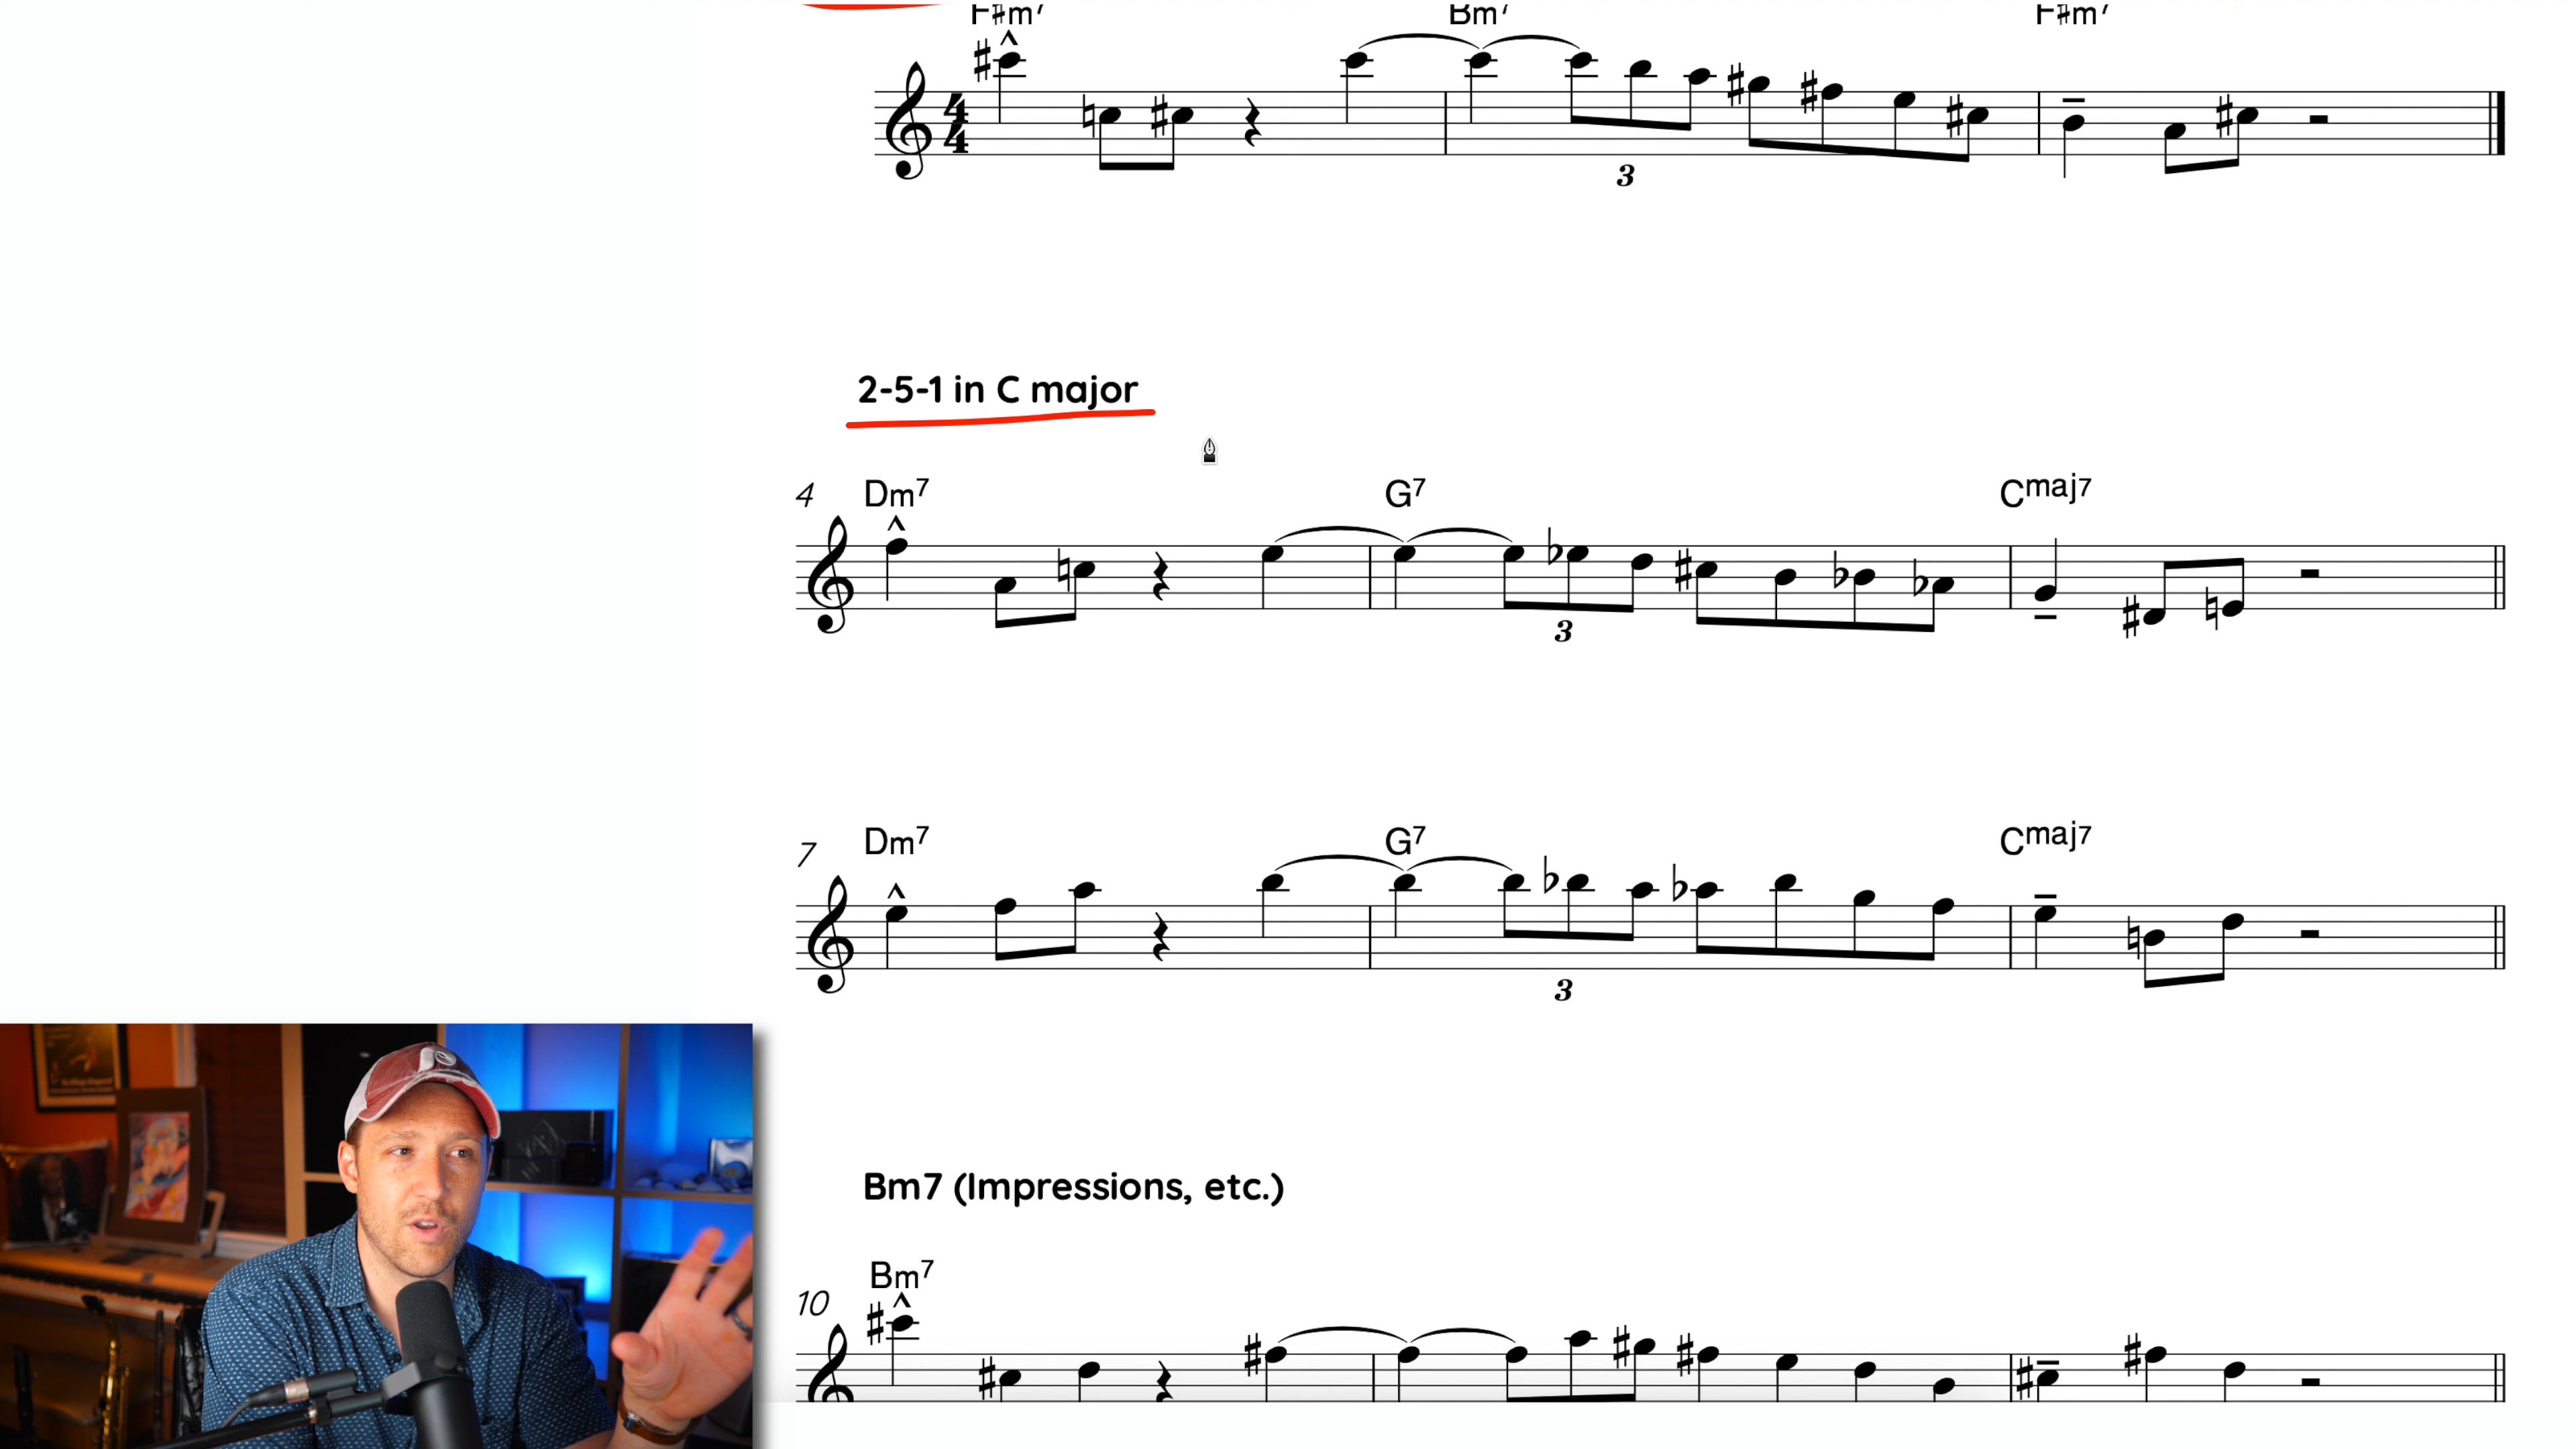 F#m7 Bm7 F#m7
3
2-5-1 in C major
4 Dm7 G7 Cmaj7
3
7 Dm7 G7 Cmaj7
3
Bm7 (Impressions, etc.)
Bm7
10